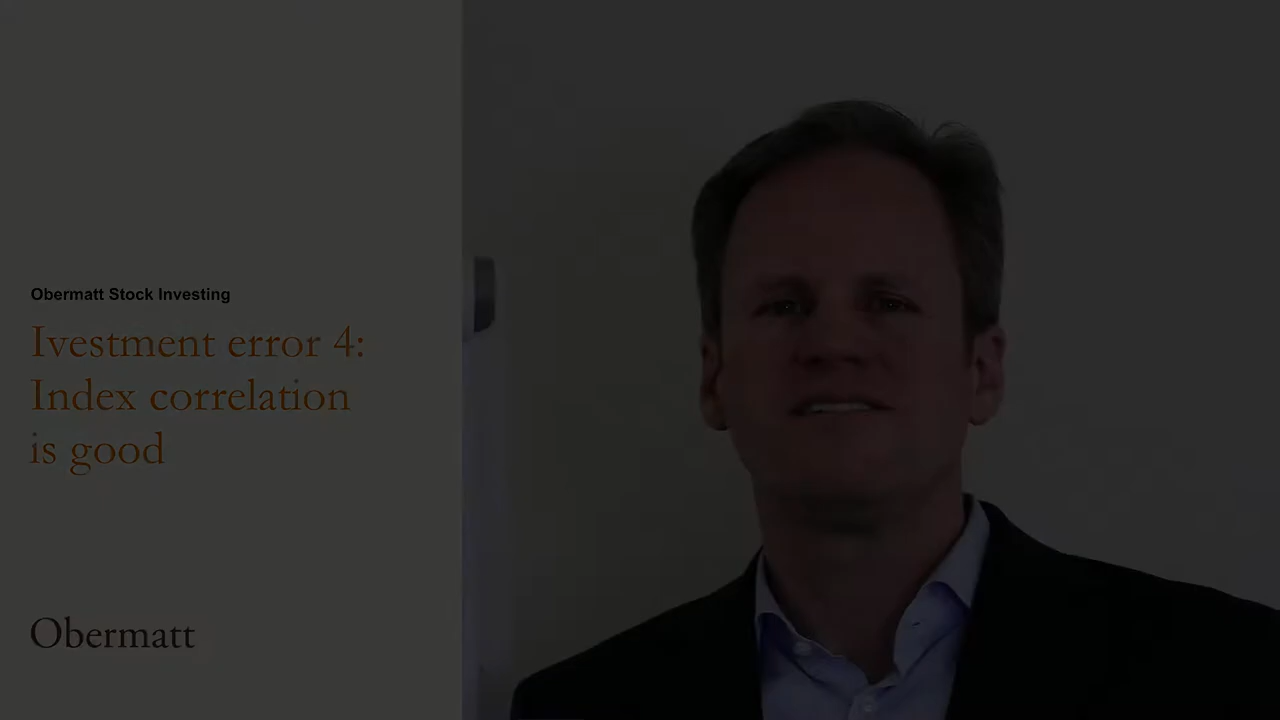 Obermatt Stock Investing
Ivestment error 4:
Index correlation
is good
Obermatt